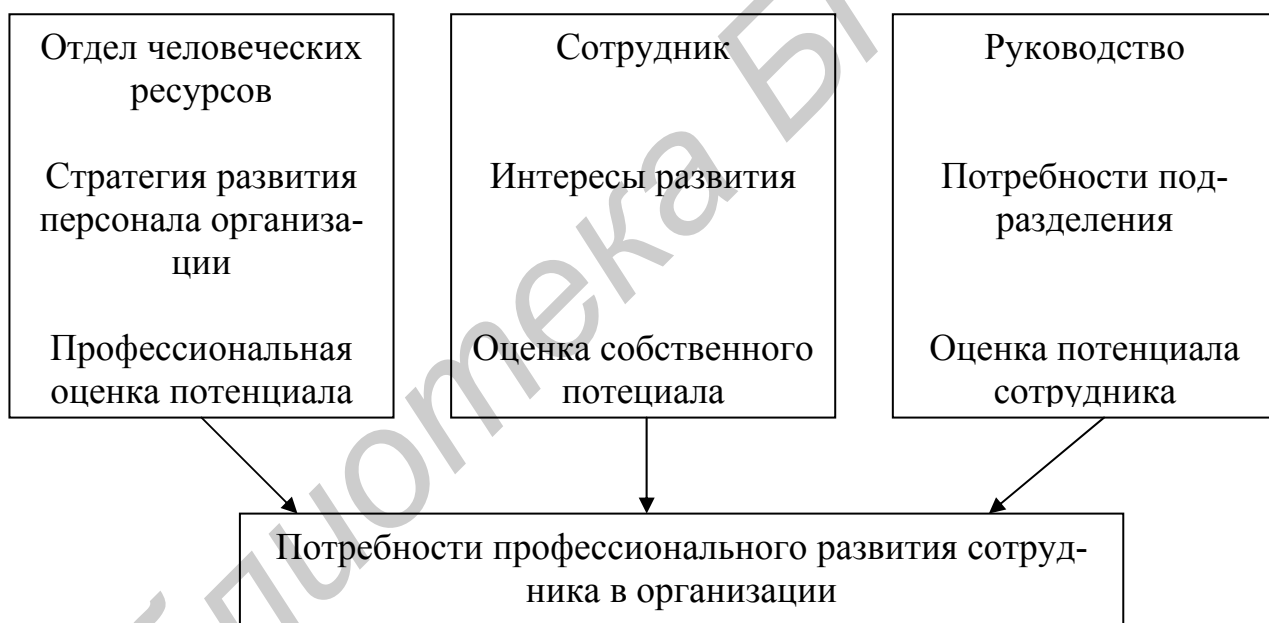 Отдел человеческих
ресурсов
Стратегия развития
персонала организа-
ции
Профессиональная
оценка потенциала
Сотрудник
Интересы развития
Оценка собственного
потециала
Руководство
Потребности под-
разделения
Оценка потенциала
сотрудника
Потребности профессионального развития сотруд-
ника в организации